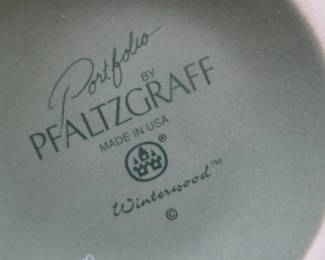 Portfolio
BY
PFALTZGRAFF
MADE IN USA
®
Winterwood™
©